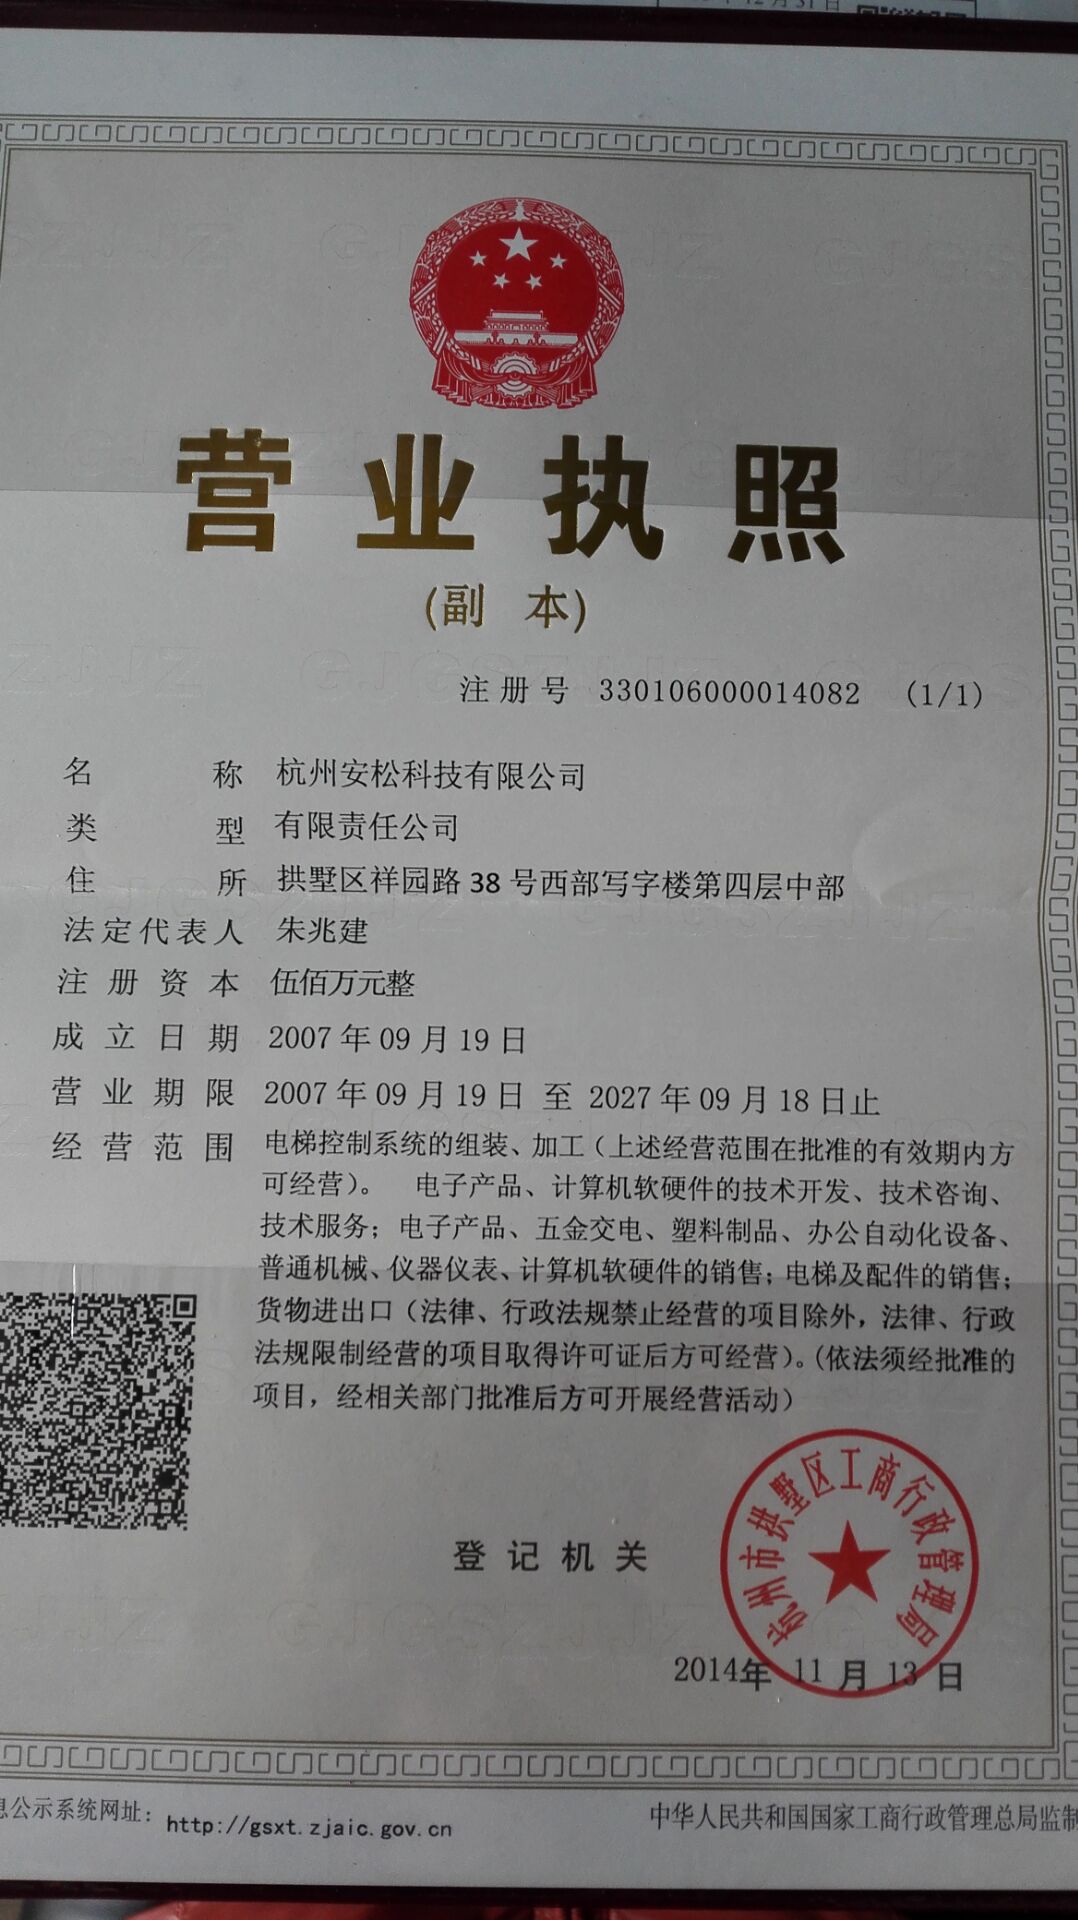 年12月31日
营业执照
(副 本)
注册号 330106000014082 (1/1)
名称 杭州安松科技有限公司
类型 有限责任公司
住所 拱墅区祥园路38号西部写字楼第四层中部
法定代表人 朱兆建
注册资本 伍佰万元整
成立日期 2007年09月19日
营业期限 2007年09月19日 至 2027年09月18日止
经营范围 电梯控制系统的组装、加工（上述经营范围在批准的有效期内方
可经营）。 电子产品、计算机软硬件的技术开发、技术咨询、
技术服务；电子产品、五金交电、塑料制品、办公自动化设备、
普通机械、仪器仪表、计算机软硬件的销售；电梯及配件的销售；
货物进出口（法律、行政法规禁止经营的项目除外，法律、行政
法规限制经营的项目取得许可证后方可经营）。(依法须经批准的
项目，经相关部门批准后方可开展经营活动）
杭州市拱墅区工商行政管理局
登记机关
2014年 11月 13日
息公示系统网址： http://gsxt.zjaic.gov.cn
中华人民共和国国家工商行政管理总局监制